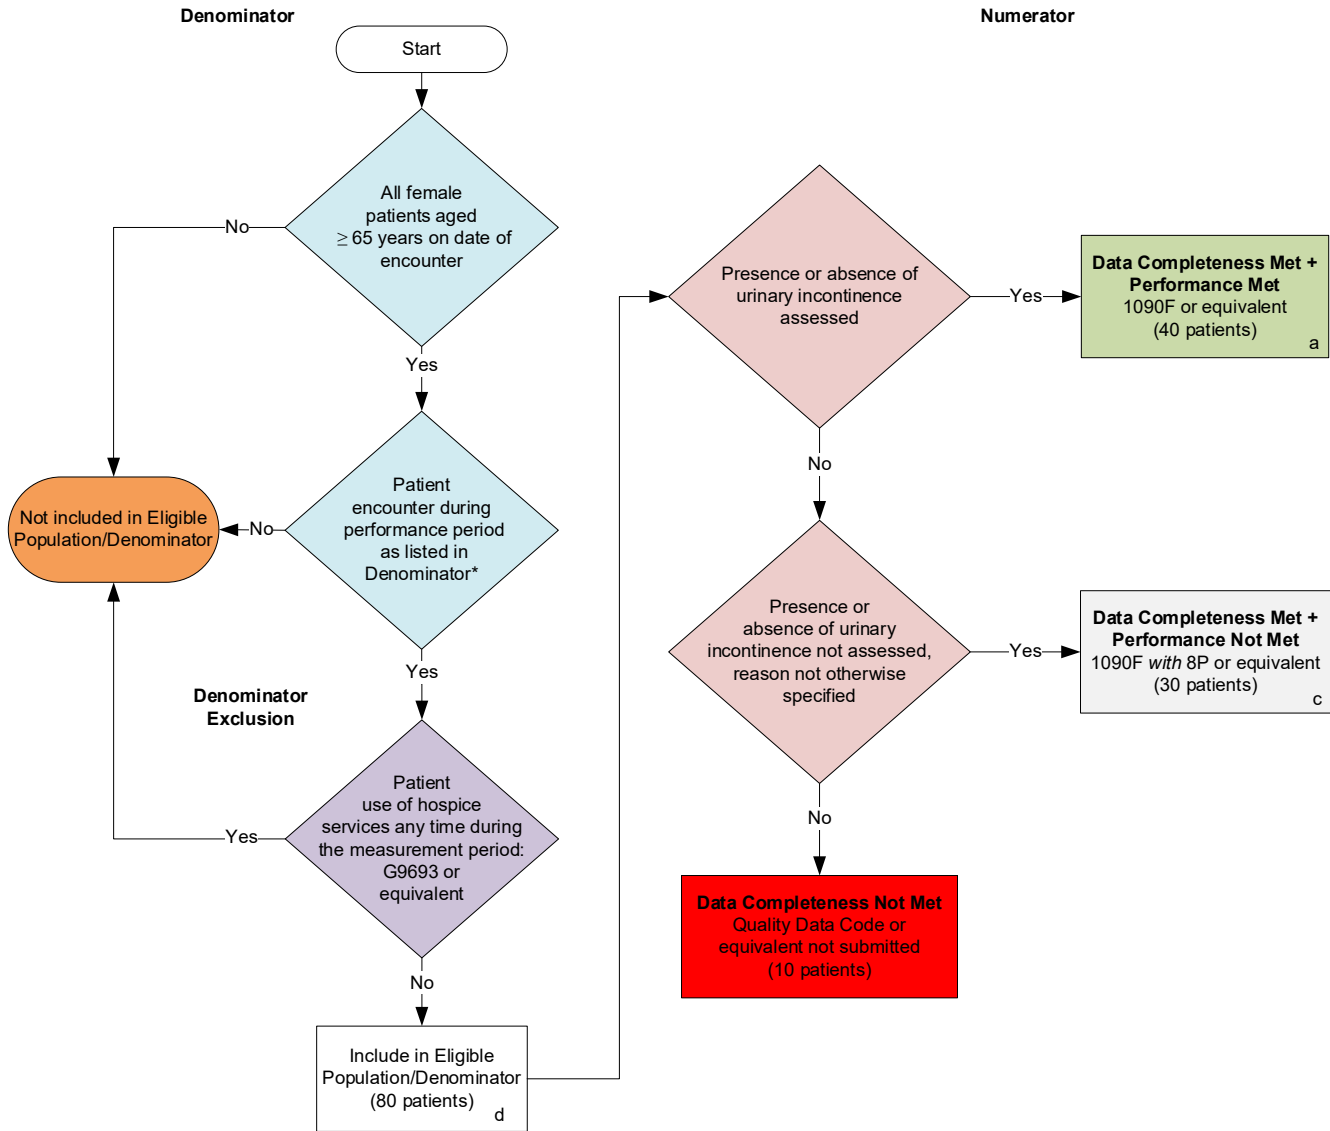 Denominator
Numerator
Start
All female
patients aged
≥ 65 years on date of
encounter
No
Yes
Patient
encounter during
performance period
as listed in
Denominator*
No
Not included in Eligible
Population/Denominator
Yes
Denominator
Exclusion
Patient
use of hospice
services any time during
the measurement period:
G9693 or
equivalent
Yes
No
Include in Eligible
Population/Denominator
(80 patients)
d
Presence or absence of
urinary incontinence
assessed
Yes
Data Completeness Met +
Performance Met
1090F or equivalent
(40 patients)
a
No
Presence or
absence of urinary
incontinence not assessed,
reason not otherwise
specified
Yes
Data Completeness Met +
Performance Not Met
1090F with 8P or equivalent
(30 patients)
c
No
Data Completeness Not Met
Quality Data Code or
equivalent not submitted
(10 patients)